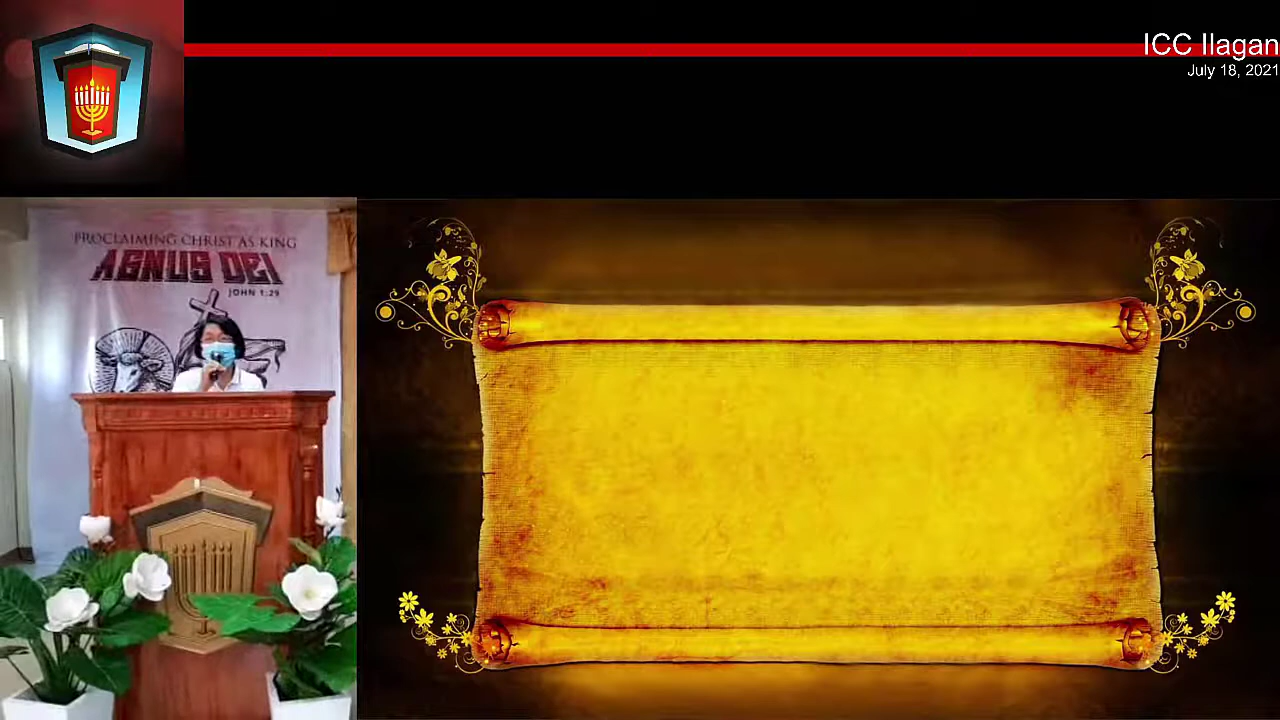 ICC Ilagan
July 18, 2021
PROCLAIMING CHRIST AS KING
AGNUS DEI
JOHN 1:29